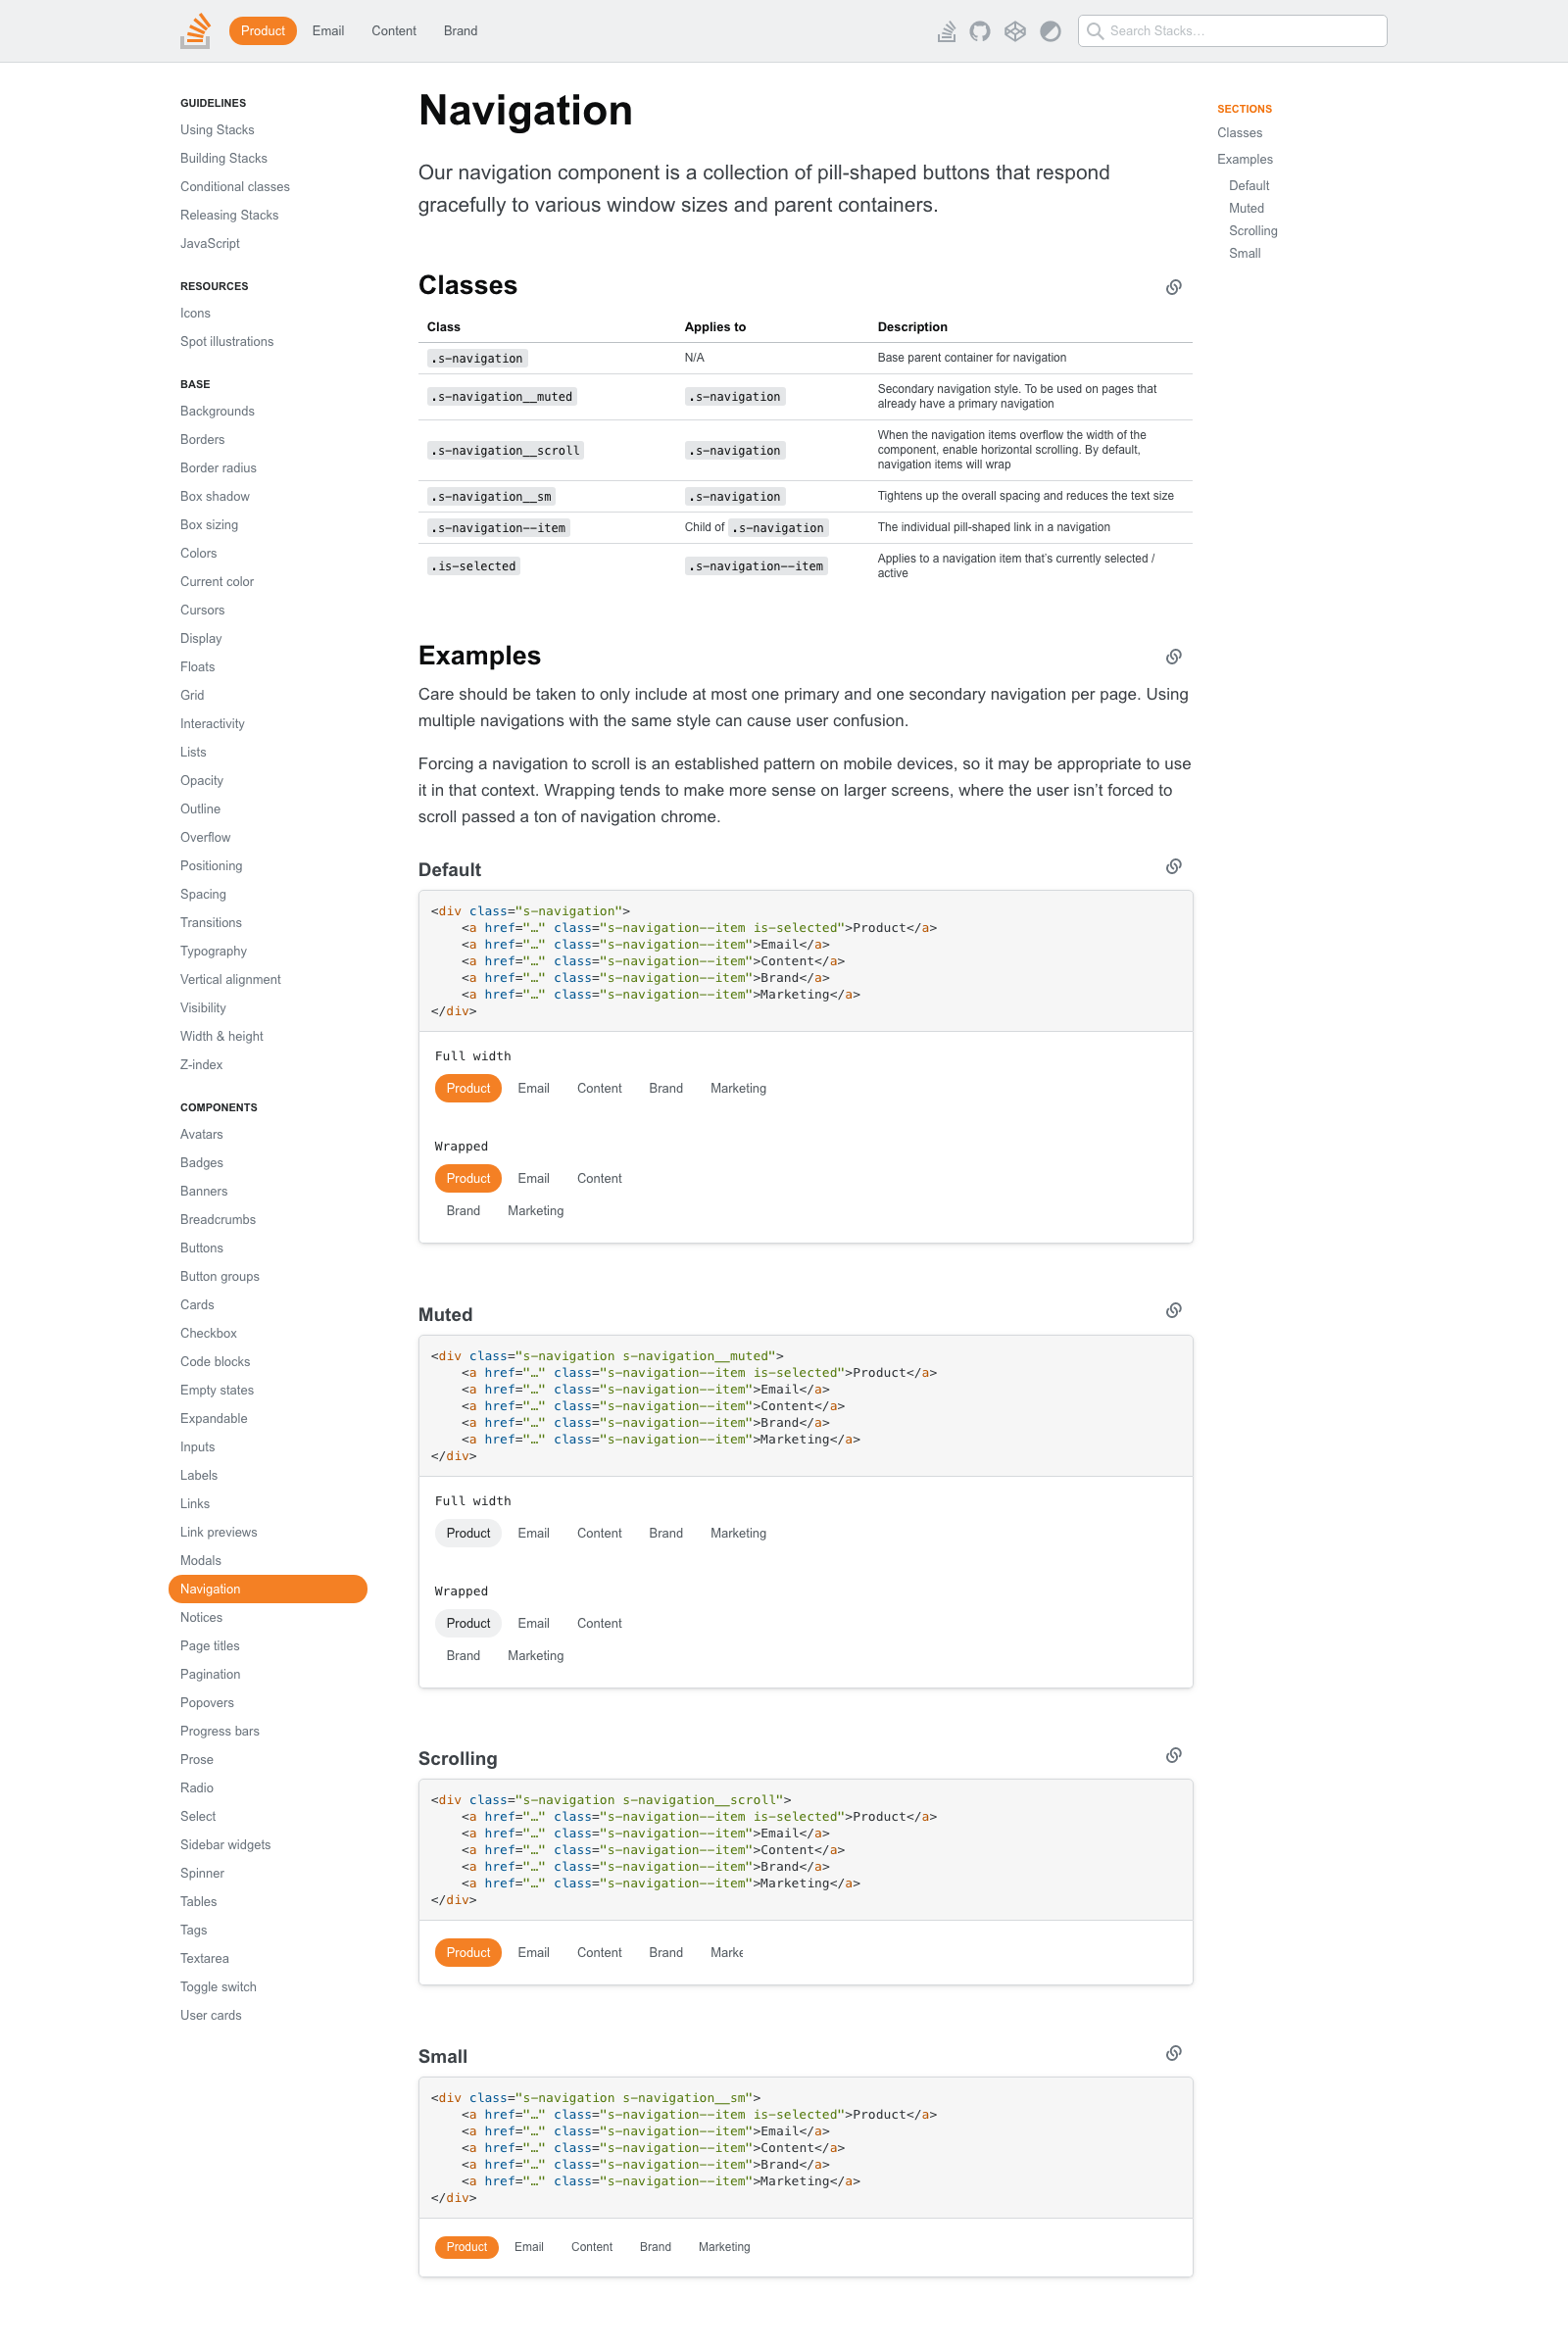 Product Email Content Brand
Search Stacks…
GUIDELINES
Using Stacks
Building Stacks
Conditional classes
Releasing Stacks
JavaScript
RESOURCES
Icons
Spot illustrations
BASE
Backgrounds
Borders
Border radius
Box shadow
Box sizing
Colors
Current color
Cursors
Display
Floats
Grid
Interactivity
Lists
Opacity
Outline
Overflow
Positioning
Spacing
Transitions
Typography
Vertical alignment
Visibility
Width & height
Z-index
COMPONENTS
Avatars
Badges
Banners
Breadcrumbs
Buttons
Button groups
Cards
Checkbox
Code blocks
Empty states
Expandable
Inputs
Labels
Links
Link previews
Modals
Navigation
Notices
Page titles
Pagination
Popovers
Progress bars
Prose
Radio
Select
Sidebar widgets
Spinner
Tables
Tags
Textarea
Toggle switch
User cards
Navigation
Our navigation component is a collection of pill-shaped buttons that respond
gracefully to various window sizes and parent containers.
Classes
Class Applies to Description
.s-navigation N/A Base parent container for navigation
.s-navigation__muted .s-navigation Secondary navigation style. To be used on pages that
already have a primary navigation
.s-navigation__scroll .s-navigation When the navigation items overflow the width of the
component, enable horizontal scrolling. By default,
navigation items will wrap
.s-navigation__sm .s-navigation Tightens up the overall spacing and reduces the text size
.s-navigation--item Child of .s-navigation The individual pill-shaped link in a navigation
.is-selected .s-navigation--item Applies to a navigation item that’s currently selected /
active
Examples
Care should be taken to only include at most one primary and one secondary navigation per page. Using
multiple navigations with the same style can cause user confusion.
Forcing a navigation to scroll is an established pattern on mobile devices, so it may be appropriate to use
it in that context. Wrapping tends to make more sense on larger screens, where the user isn’t forced to
scroll passed a ton of navigation chrome.
Default
<div class="s-navigation">
    <a href="…" class="s-navigation--item is-selected">Product</a>
    <a href="…" class="s-navigation--item">Email</a>
    <a href="…" class="s-navigation--item">Content</a>
    <a href="…" class="s-navigation--item">Brand</a>
    <a href="…" class="s-navigation--item">Marketing</a>
</div>
Full width
Product Email Content Brand Marketing
Wrapped
Product Email Content
Brand Marketing
Muted
<div class="s-navigation s-navigation__muted">
    <a href="…" class="s-navigation--item is-selected">Product</a>
    <a href="…" class="s-navigation--item">Email</a>
    <a href="…" class="s-navigation--item">Content</a>
    <a href="…" class="s-navigation--item">Brand</a>
    <a href="…" class="s-navigation--item">Marketing</a>
</div>
Full width
Product Email Content Brand Marketing
Wrapped
Product Email Content
Brand Marketing
Scrolling
<div class="s-navigation s-navigation__scroll">
    <a href="…" class="s-navigation--item is-selected">Product</a>
    <a href="…" class="s-navigation--item">Email</a>
    <a href="…" class="s-navigation--item">Content</a>
    <a href="…" class="s-navigation--item">Brand</a>
    <a href="…" class="s-navigation--item">Marketing</a>
</div>
Product Email Content Brand Marke
Small
<div class="s-navigation s-navigation__sm">
    <a href="…" class="s-navigation--item is-selected">Product</a>
    <a href="…" class="s-navigation--item">Email</a>
    <a href="…" class="s-navigation--item">Content</a>
    <a href="…" class="s-navigation--item">Brand</a>
    <a href="…" class="s-navigation--item">Marketing</a>
</div>
Product Email Content Brand Marketing
SECTIONS
Classes
Examples
Default
Muted
Scrolling
Small